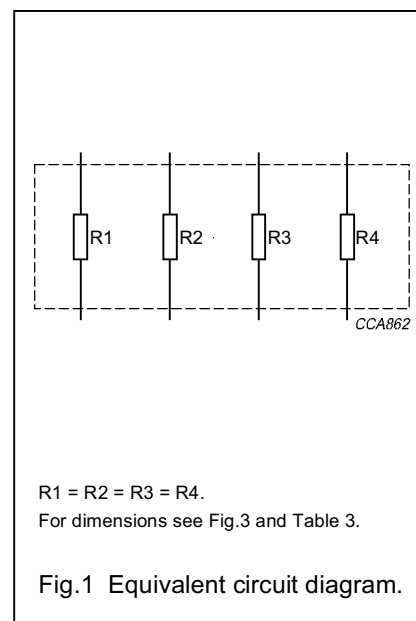 R1 R2 R3 R4
CCA862
R1 = R2 = R3 = R4.
For dimensions see Fig.3 and Table 3.
Fig.1 Equivalent circuit diagram.